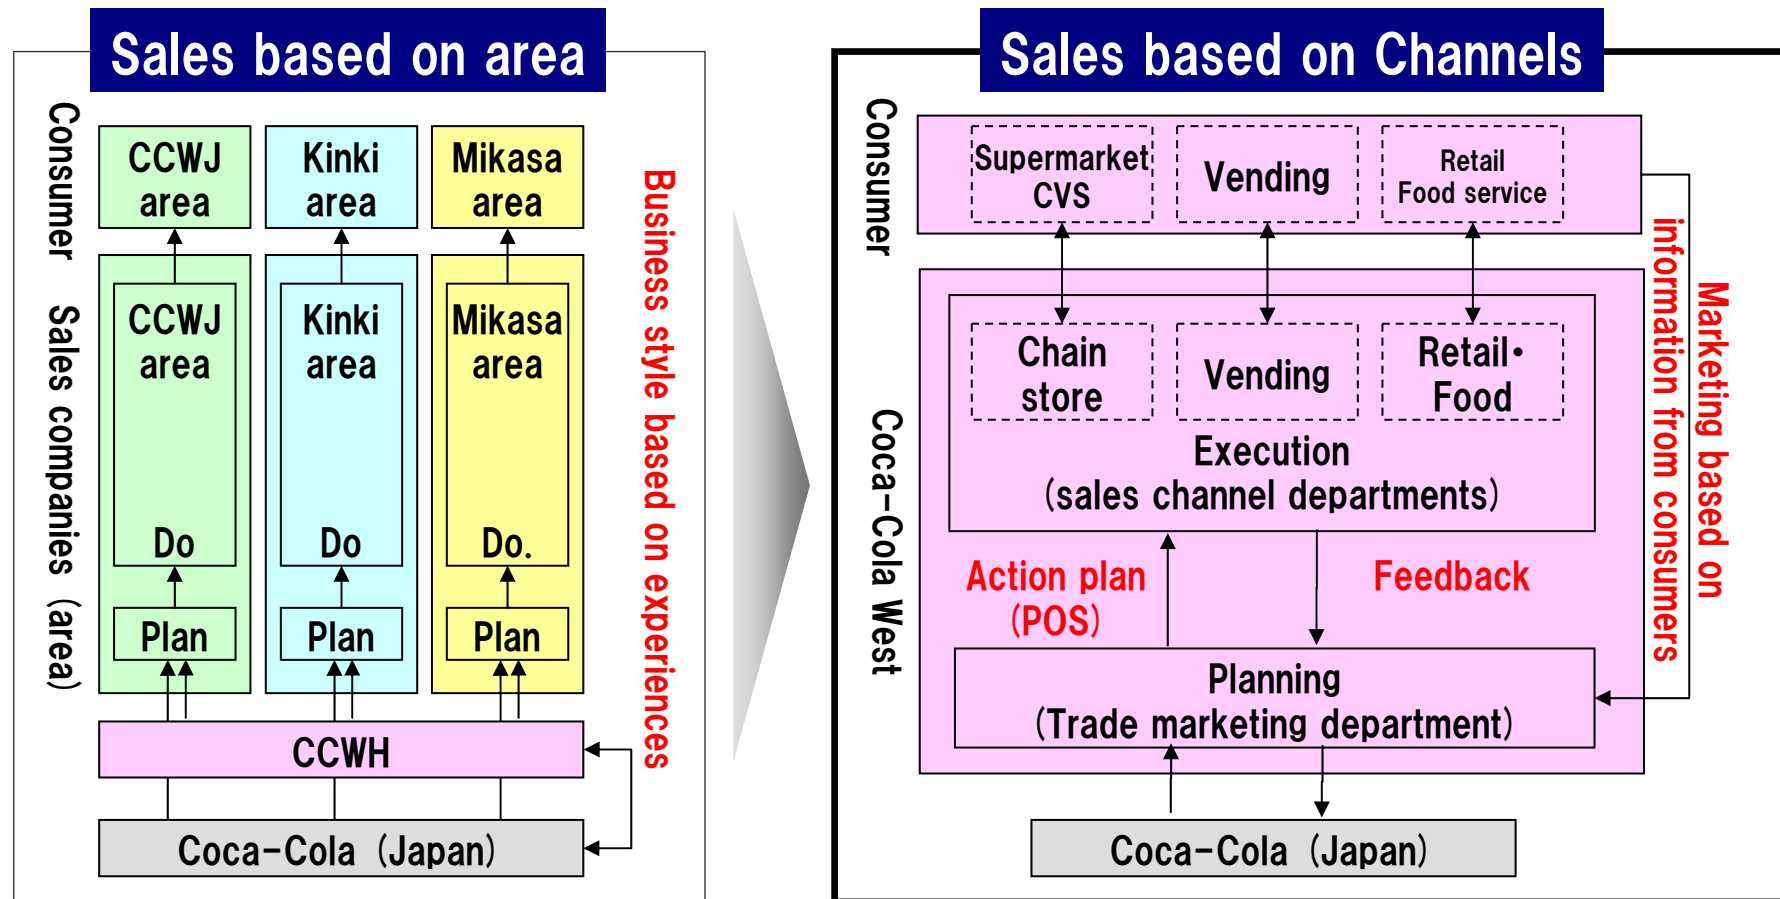 Sales based on area
Consumer
CCWJ
area
Kinki
area
Mikasa
area
Sales companies (area)
CCWJ
area
Do
Plan
Kinki
area
Do
Plan
Mikasa
area
Do.
Plan
CCWH
Coca-Cola (Japan)
Business style based on experiences
Sales based on Channels
Consumer
Supermarket
CVS
Vending
Retail
Food service
Coca-Cola West
Chain
store
Vending
Retail・
Food
Execution
(sales channel departments)
Action plan
(POS)
Feedback
Planning
(Trade marketing department)
Coca-Cola (Japan)
Marketing based on
information from consumers